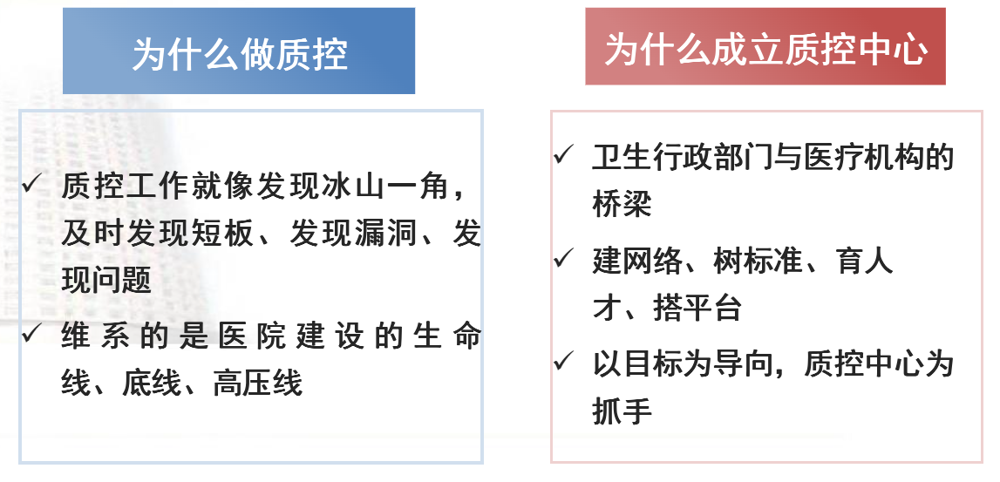 为什么做质控
质控工作就像发现冰山一角，
及时发现短板、发现漏洞、发
现问题
维系的是医院建设的生命
线、底线、高压线
为什么成立质控中心
卫生行政部门与医疗机构的
桥梁
建网络、树标准、育人
才、搭平台
以目标为导向，质控中心为
抓手